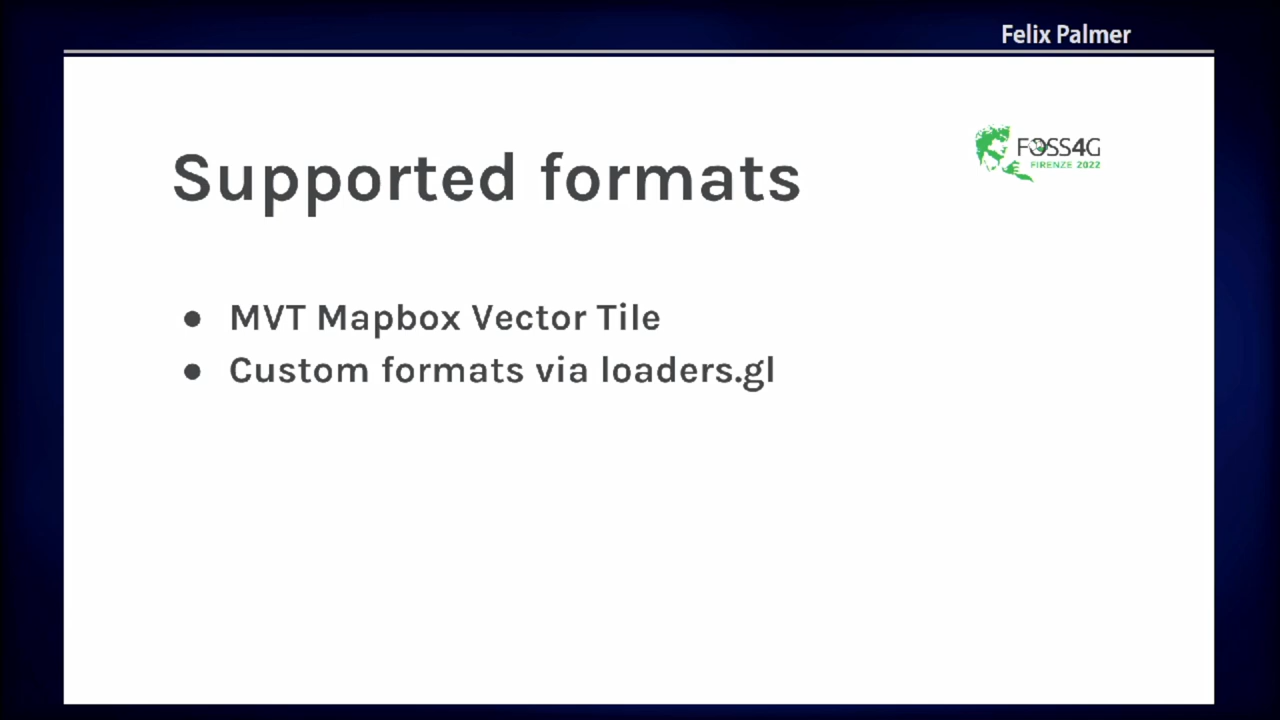 Felix Palmer
Supported formats
FOSS4G
FIRENZE 2022
● MVT Mapbox Vector Tile
● Custom formats via loaders.gl